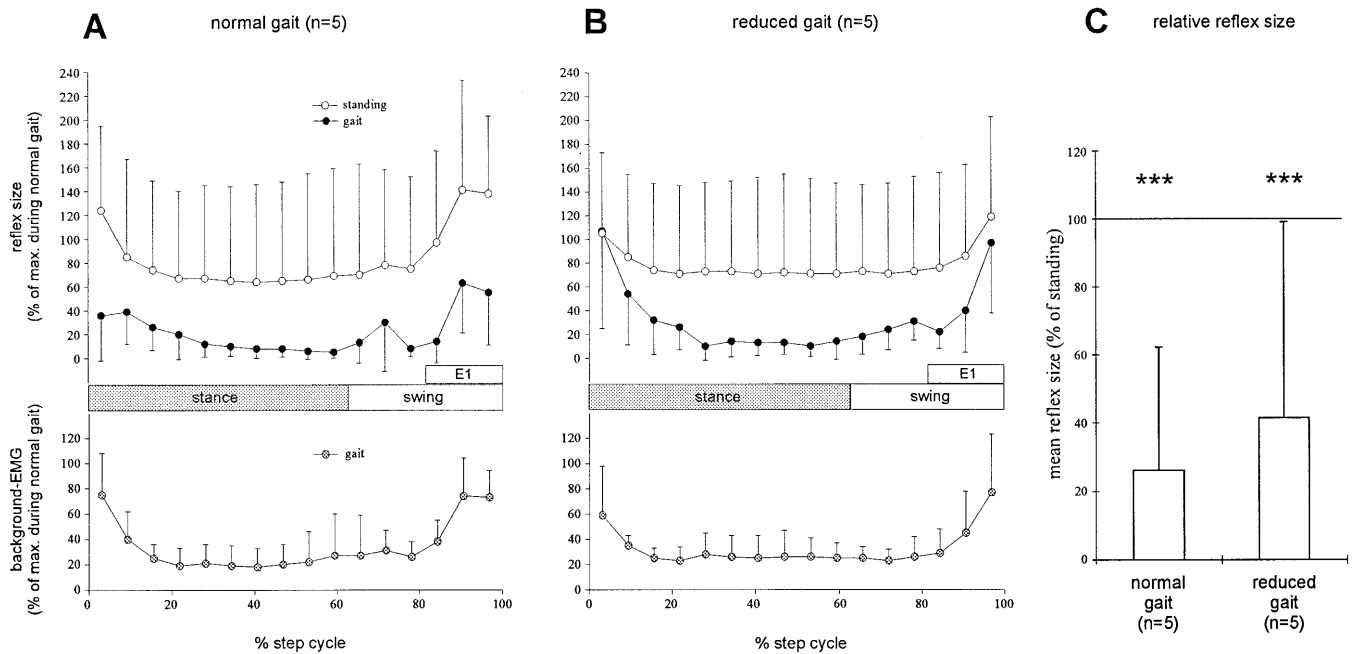 A
normal gait (n=5)
reflex size
(% of max. during normal gait)
240
220
200
180
160
140
120
100
80
60
40
20
0
standing
gait
E1
stance
swing
background-EMG
(% of max. during normal gait)
120
100
80
60
40
20
0
gait
0
20
40
60
80
100
% step cycle
B
reduced gait (n=5)
240
220
200
180
160
140
120
100
80
60
40
20
0
E1
stance
swing
120
100
80
60
40
20
0
0
20
40
60
80
100
% step cycle
C
relative reflex size
mean reflex size (% of standing)
120
100
80
60
40
20
0
***
***
normal
gait
(n=5)
reduced
gait
(n=5)